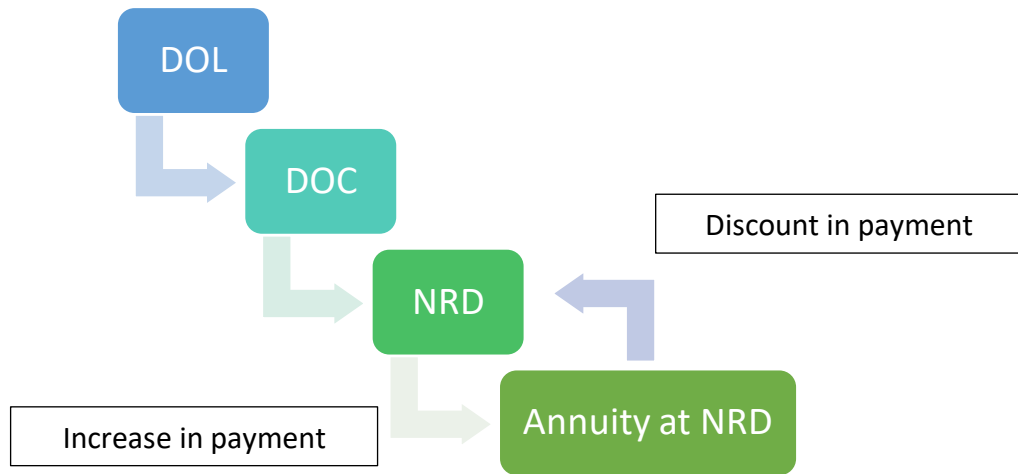 DOL
DOC
Discount in payment
NRD
Annuity at NRD
Increase in payment